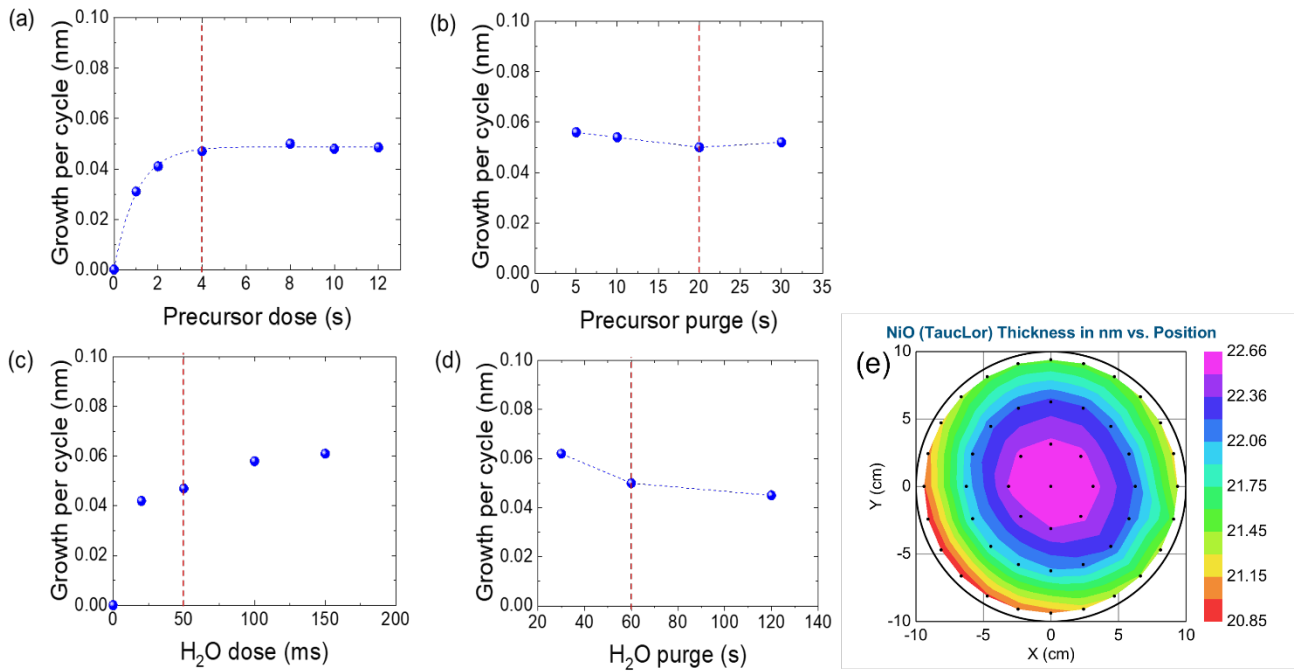 (a)
Growth per cycle (nm)
0.10
0.08
0.06
0.04
0.02
0.00
0 2 4 6 8 10 12
Precursor dose (s)
(b)
Growth per cycle (nm)
0.10
0.08
0.06
0.04
0.02
0.00
0 5 10 15 20 25 30 35
Precursor purge (s)
(c)
Growth per cycle (nm)
0.10
0.08
0.06
0.04
0.02
0.00
0 50 100 150 200
H₂O dose (ms)
(d)
Growth per cycle (nm)
0.10
0.08
0.06
0.04
0.02
0.00
20 40 60 80 100 120 140
H₂O purge (s)
NiO (TaucLor) Thickness in nm vs. Position
(e)
Y (cm)
10
5
0
-5
-10
-10 -5 0 5 10
X (cm)
22.66
22.36
22.06
21.75
21.45
21.15
20.85